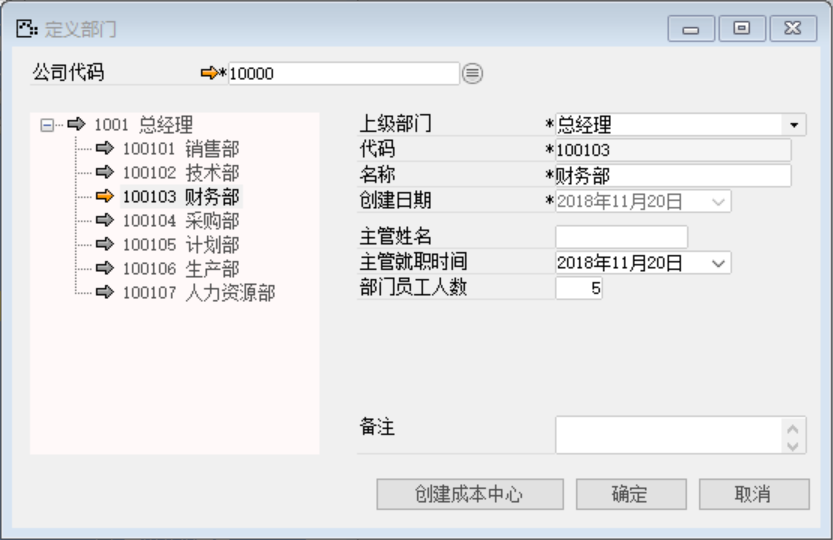 定义部门
公司代码 *10000
1001 总经理
100101 销售部
100102 技术部
100103 财务部
100104 采购部
100105 计划部
100106 生产部
100107 人力资源部
上级部门 *总经理
代码 *100103
名称 *财务部
创建日期 *2018年11月20日
主管姓名
主管就职时间 2018年11月20日
部门员工人数 5
备注
创建成本中心 确定 取消